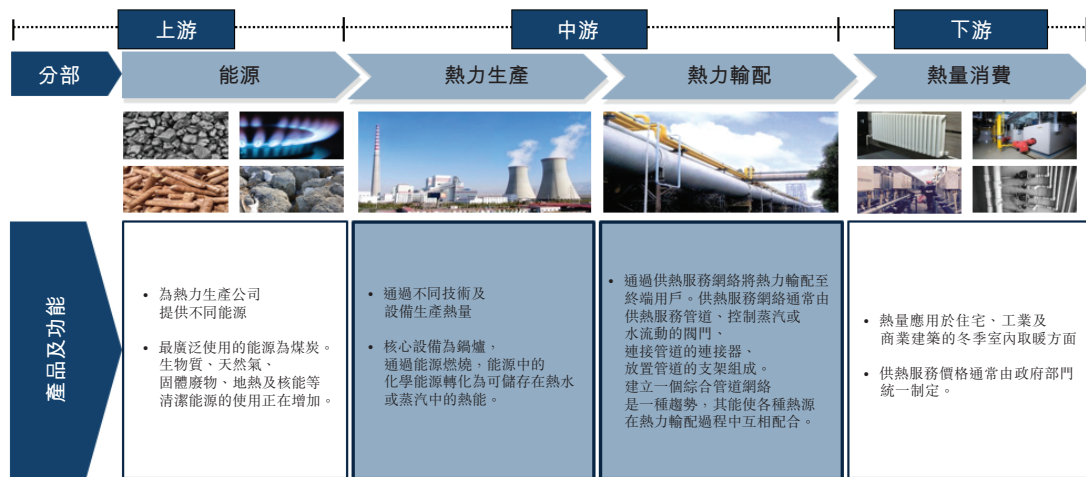 上游
中游
下游
分部
能源
熱力生產
熱力輸配
熱量消費
產品及功能
• 為熱力生產公司
提供不同能源
• 最廣泛使用的能源為煤炭。
生物質、天然氣、
固體廢物、地熱及核能等
清潔能源的使用正在增加。
• 通過不同技術及
設備生產熱量
• 核心設備為鍋爐，
通過能源燃燒，能源中的
化學能源轉化為可儲存在熱水
或蒸汽中的熱能。
• 通過供熱服務網絡將熱力輸配至
終端用戶。供熱服務網絡通常由
供熱服務管道、控制蒸汽或
水流動的閥門、
連接管道的連接器、
放置管道的支架組成。
建立一個綜合管道網絡
是一種趨勢，其能使各種熱源
在熱力輸配過程中互相配合。
• 熱量應用於住宅、工業及
商業建築的冬季室內取暖方面
• 供熱服務價格通常由政府部門
統一制定。